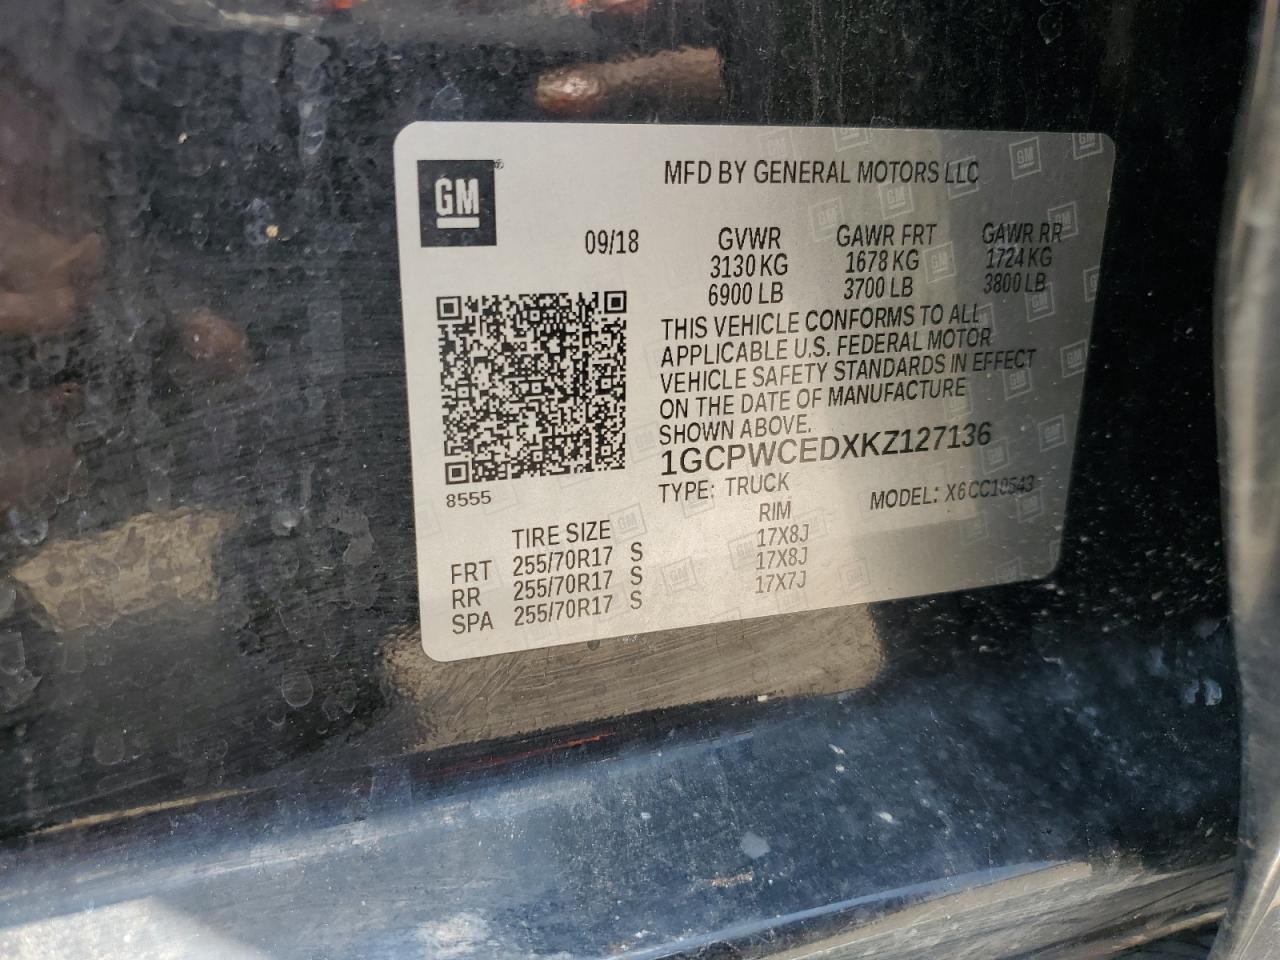 GM
MFD BY GENERAL MOTORS LLC
09/18 GVWR GAWR FRT GAWR RR
3130 KG 1678 KG 1724 KG
6900 LB 3700 LB 3800 LB
THIS VEHICLE CONFORMS TO ALL
APPLICABLE U.S. FEDERAL MOTOR
VEHICLE SAFETY STANDARDS IN EFFECT
ON THE DATE OF MANUFACTURE
SHOWN ABOVE.
1GCPWCEDXKZ127136
TYPE: TRUCK MODEL: X6CC10543
8555
TIRE SIZE RIM
FRT 255/70R17 S 17X8J
RR 255/70R17 S 17X8J
SPA 255/70R17 S 17X7J